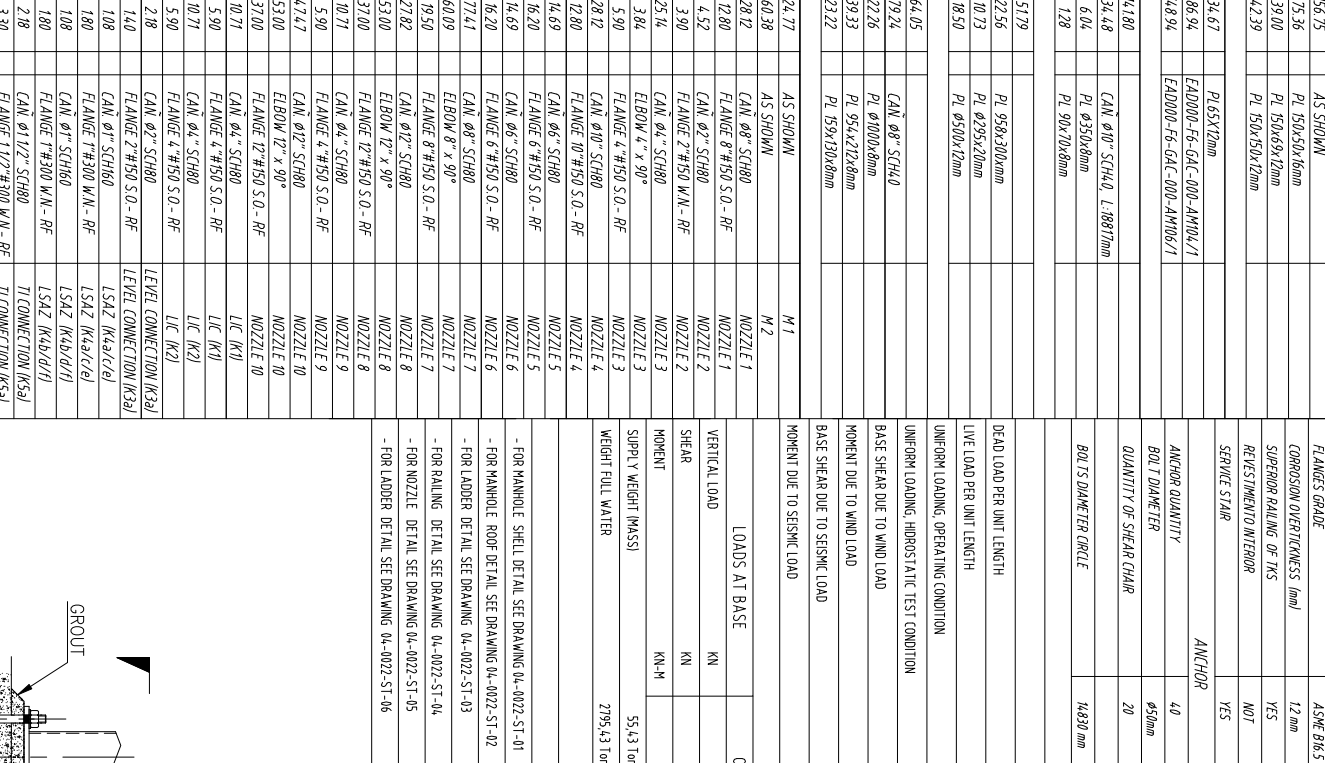 56.75 AS SHOWN
75.36 PL 150x50x16mm
39.00 PL 150x69x12mm
42.39 PL 150x150x12mm
34.67 PL65X12mm
86.94 EAD000-F6-GAC-000-AM104/1
48.94 EAD000-F6-GAC-000-AM106/1
41.80
34.48 CAÑ. ø10" SCH40, L:18817mm
6.04 PL ø350x8mm
1.28 PL 90x70x8mm
51.79
22.56 PL 958x300mm
10.73 PL ø295x20mm
18.50 PL ø500x12mm
64.05
79.24 CAÑ. ø8" SCH40
22.26 PL ø1000x8mm
39.33 PL 954x212x8mm
23.22 PL 159x130x8mm
24.77 AS SHOWN M 1
60.38 AS SHOWN M 2
28.12 CAÑ. ø8" SCH80 NOZZLE 1
12.80 FLANGE 8"#150 S.O.- RF NOZZLE 1
4.52 CAÑ. ø2" SCH80 NOZZLE 2
3.90 FLANGE 2"#150 W.N - RF NOZZLE 2
25.14 CAÑ. ø4" SCH80 NOZZLE 3
3.84 ELBOW 4" x 90° NOZZLE 3
5.90 FLANGE 4"#150 S.O.- RF NOZZLE 3
28.12 CAÑ. ø10" SCH80 NOZZLE 4
12.80 FLANGE 10"#150 S.O.- RF NOZZLE 4
14.69 CAÑ. ø6" SCH80 NOZZLE 5
16.20 FLANGE 6"#150 S.O.- RF NOZZLE 5
14.69 CAÑ. ø6" SCH80 NOZZLE 6
16.20 FLANGE 6"#150 S.O.- RF NOZZLE 6
77.41 CAÑ. ø8" SCH80 NOZZLE 7
60.09 ELBOW 8" x 90° NOZZLE 7
19.50 FLANGE 8"#150 S.O.- RF NOZZLE 7
27.82 CAÑ. ø12" SCH80 NOZZLE 8
53.00 ELBOW 12" x 90° NOZZLE 8
37.00 FLANGE 12"#150 S.O.- RF NOZZLE 8
10.71 CAÑ. ø4" SCH80 NOZZLE 9
5.90 FLANGE 4"#150 S.O.- RF NOZZLE 9
47.47 CAÑ. ø12" SCH80 NOZZLE 10
53.00 ELBOW 12" x 90° NOZZLE 10
37.00 FLANGE 12"#150 S.O.- RF NOZZLE 10
10.71 CAÑ. ø4" SCH80 LIC (K1)
5.90 FLANGE 4"#150 S.O.- RF LIC (K1)
10.71 CAÑ. ø4" SCH80 LIC (K2)
5.90 FLANGE 4"#150 S.O.- RF LIC (K2)
2.18 CAÑ. ø2" SCH80 LEVEL CONNECTION (K3a)
1.40 FLANGE 2"#150 S.O.- RF LEVEL CONNECTION (K3a)
1.08 CAÑ. ø1" SCH160 LSAZ (K4a/c/e)
1.80 FLANGE 1"#300 W.N - RF LSAZ (K4a/c/e)
1.08 CAÑ. ø1" SCH160 LSAZ (K4b/d/f)
1.80 FLANGE 1"#300 W.N - RF LSAZ (K4b/d/f)
2.18 CAÑ. ø1 1/2" SCH80 TI CONNECTION (K5a)
3.30 FLANGE 1 1/2"#300 W.N - RF TI CONNECTION (K5a)
FLANGES GRADE ASME B16.5
CORROSION OVERTICKNESS (mm) 1.2 mm
SUPERIOR RAILING OF TKS YES
REVESTIMENTO INTERIOR NOT
SERVICE STAIR YES
ANCHOR
ANCHOR QUANTITY 40
BOLT DIAMETER ø50mm
QUANTITY OF SHEAR CHAIR 20
BOLTS DIAMETER CIRCLE 14830 mm
DEAD LOAD PER UNIT LENGTH
LIVE LOAD PER UNIT LENGTH
UNIFORM LOADING, OPERATING CONDITION
UNIFORM LOADING, HIDROSTATIC TEST CONDITION
BASE SHEAR DUE TO WIND LOAD
MOMENT DUE TO WIND LOAD
BASE SHEAR DUE TO SEISMIC LOAD
MOMENT DUE TO SEISMIC LOAD
LOADS AT BASE
VERTICAL LOAD KN
SHEAR KN
MOMENT KN-M
SUPPLY WEIGHT (MASS) 55,43 Ton
WEIGHT FULL WATER 2795,43 Ton
- FOR MANHOLE SHELL DETAIL SEE DRAWING 04-0022-ST-01
- FOR MANHOLE ROOF DETAIL SEE DRAWING 04-0022-ST-02
- FOR LADDER DETAIL SEE DRAWING 04-0022-ST-03
- FOR RAILING DETAIL SEE DRAWING 04-0022-ST-04
- FOR NOZZLE DETAIL SEE DRAWING 04-0022-ST-05
- FOR LADDER DETAIL SEE DRAWING 04-0022-ST-06
GROUT